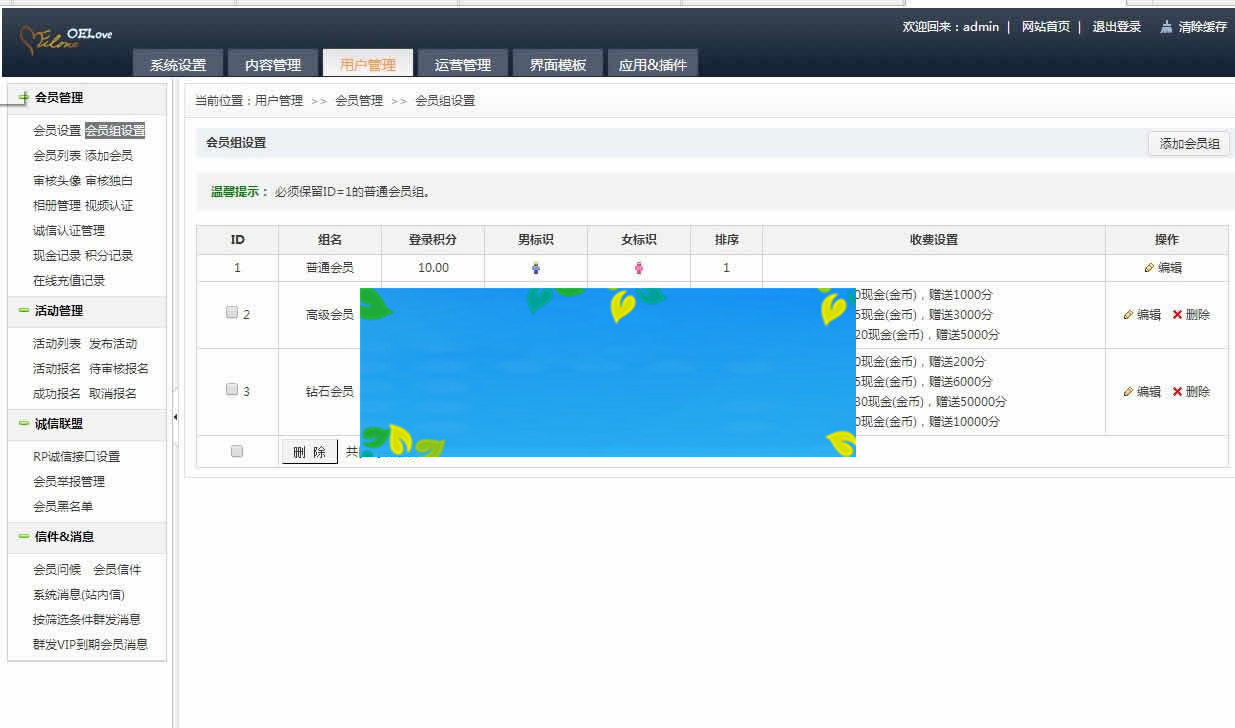 OELove
欢迎回来：admin | 网站首页 | 退出登录 清除缓存
系统设置 内容管理 用户管理 运营管理 界面模板 应用&插件
会员管理
会员设置 会员组设置
会员列表 添加会员
审核头像 审核独白
相册管理 视频认证
诚信认证管理
现金记录 积分记录
在线充值记录
活动管理
活动列表 发布活动
活动报名 待审核报名
成功报名 取消报名
诚信联盟
RP诚信接口设置
会员举报管理
会员黑名单
信件&消息
会员问候 会员信件
系统消息(站内信)
按筛选条件群发消息
群发VIP到期会员消息
当前位置：用户管理 >> 会员管理 >> 会员组设置
会员组设置 添加会员组
温馨提示： 必须保留ID=1的普通会员组。
ID 组名 登录积分 男标识 女标识 排序 收费设置 操作
1 普通会员 10.00 1 编辑
2 高级会员 0现金(金币)，赠送1000分 编辑 删除
5现金(金币)，赠送3000分
20现金(金币)，赠送5000分
3 钻石会员 0现金(金币)，赠送200分 编辑 删除
5现金(金币)，赠送6000分
30现金(金币)，赠送50000分
0现金(金币)，赠送10000分
删 除 共